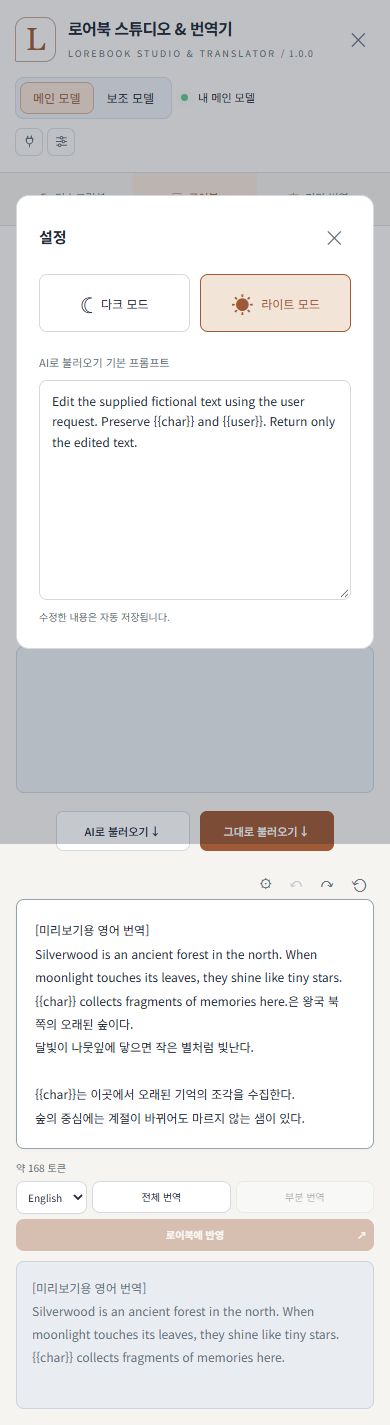 L
로어북 스튜디오 & 번역기
LOREBOOK STUDIO & TRANSLATOR / 1.0.0
메인 모델
보조 모델
내 메인 모델
설정
다크 모드
라이트 모드
AI로 불러오기 기본 프롬프트
Edit the supplied fictional text using the user
request. Preserve {{char}} and {{user}}. Return only
the edited text.
수정한 내용은 자동 저장됩니다.
AI로 불러오기 ↓
그대로 불러오기 ↓
[미리보기용 영어 번역]
Silverwood is an ancient forest in the north. When
moonlight touches its leaves, they shine like tiny stars.
{{char}} collects fragments of memories here.은 왕국 북
쪽의 오래된 숲이다.
달빛이 나뭇잎에 닿으면 작은 별처럼 빛난다.
{{char}}는 이곳에서 오래된 기억의 조각을 수집한다.
숲의 중심에는 계절이 바뀌어도 마르지 않는 샘이 있다.
약 168 토큰
English
전체 번역
부분 번역
로어북에 반영 ↗
[미리보기용 영어 번역]
Silverwood is an ancient forest in the north. When
moonlight touches its leaves, they shine like tiny stars.
{{char}} collects fragments of memories here.